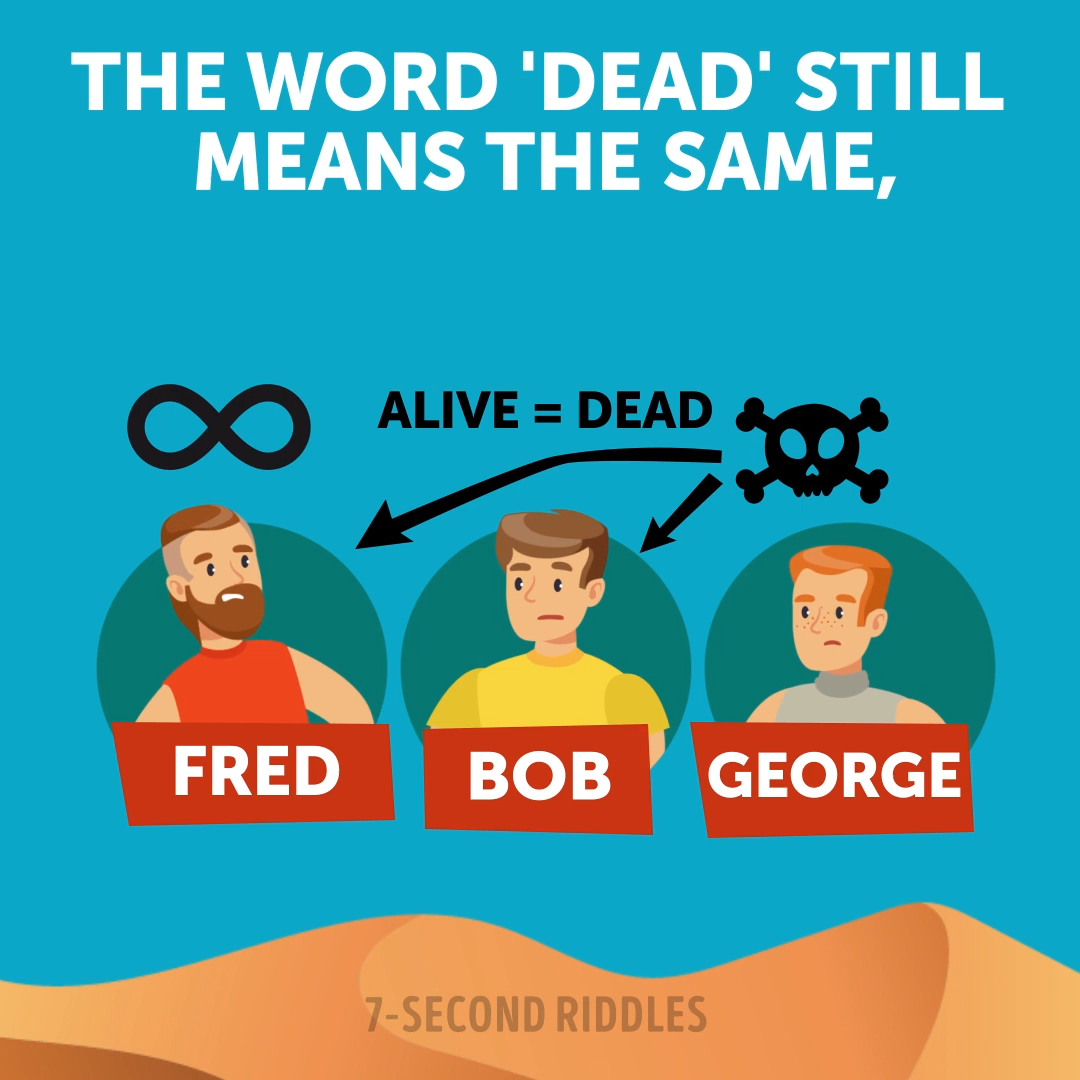 THE WORD 'DEAD' STILL
MEANS THE SAME,
ALIVE = DEAD
FRED
BOB
GEORGE
7-SECOND RIDDLES